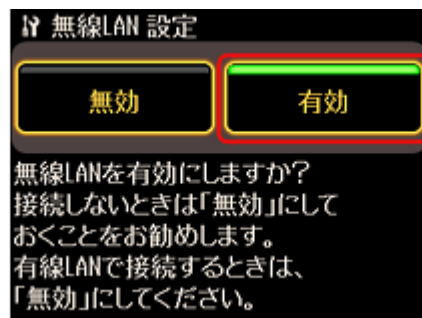 無線LAN 設定
無効 有効
無線LANを有効にしますか?
接続しないときは「無効」にして
おくことをお勧めします。
有線LANで接続するときは、
「無効」にしてください。